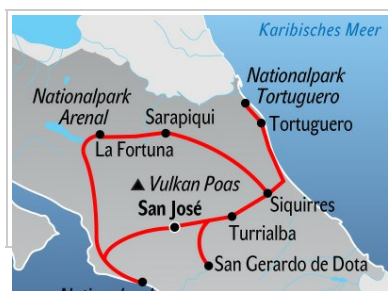 Karibisches Meer
Nationalpark
Tortuguero
Nationalpark
Arenal
Sarapiqui
Tortuguero
La Fortuna
Vulkan Poas
Siquirres
San José
Turrialba
San Gerardo de Dota